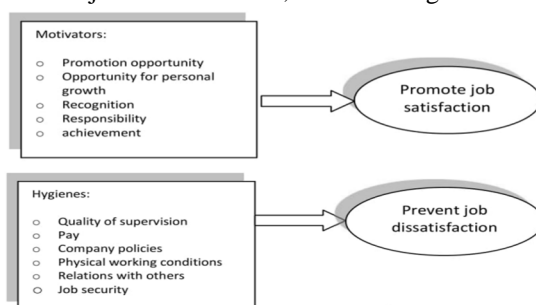 Motivators:
o Promotion opportunity
o Opportunity for personal
growth
o Recognition
o Responsibility
o achievement
Promote job
satisfaction
Hygienes:
o Quality of supervision
o Pay
o Company policies
o Physical working conditions
o Relations with others
o Job security
Prevent job
dissatisfaction